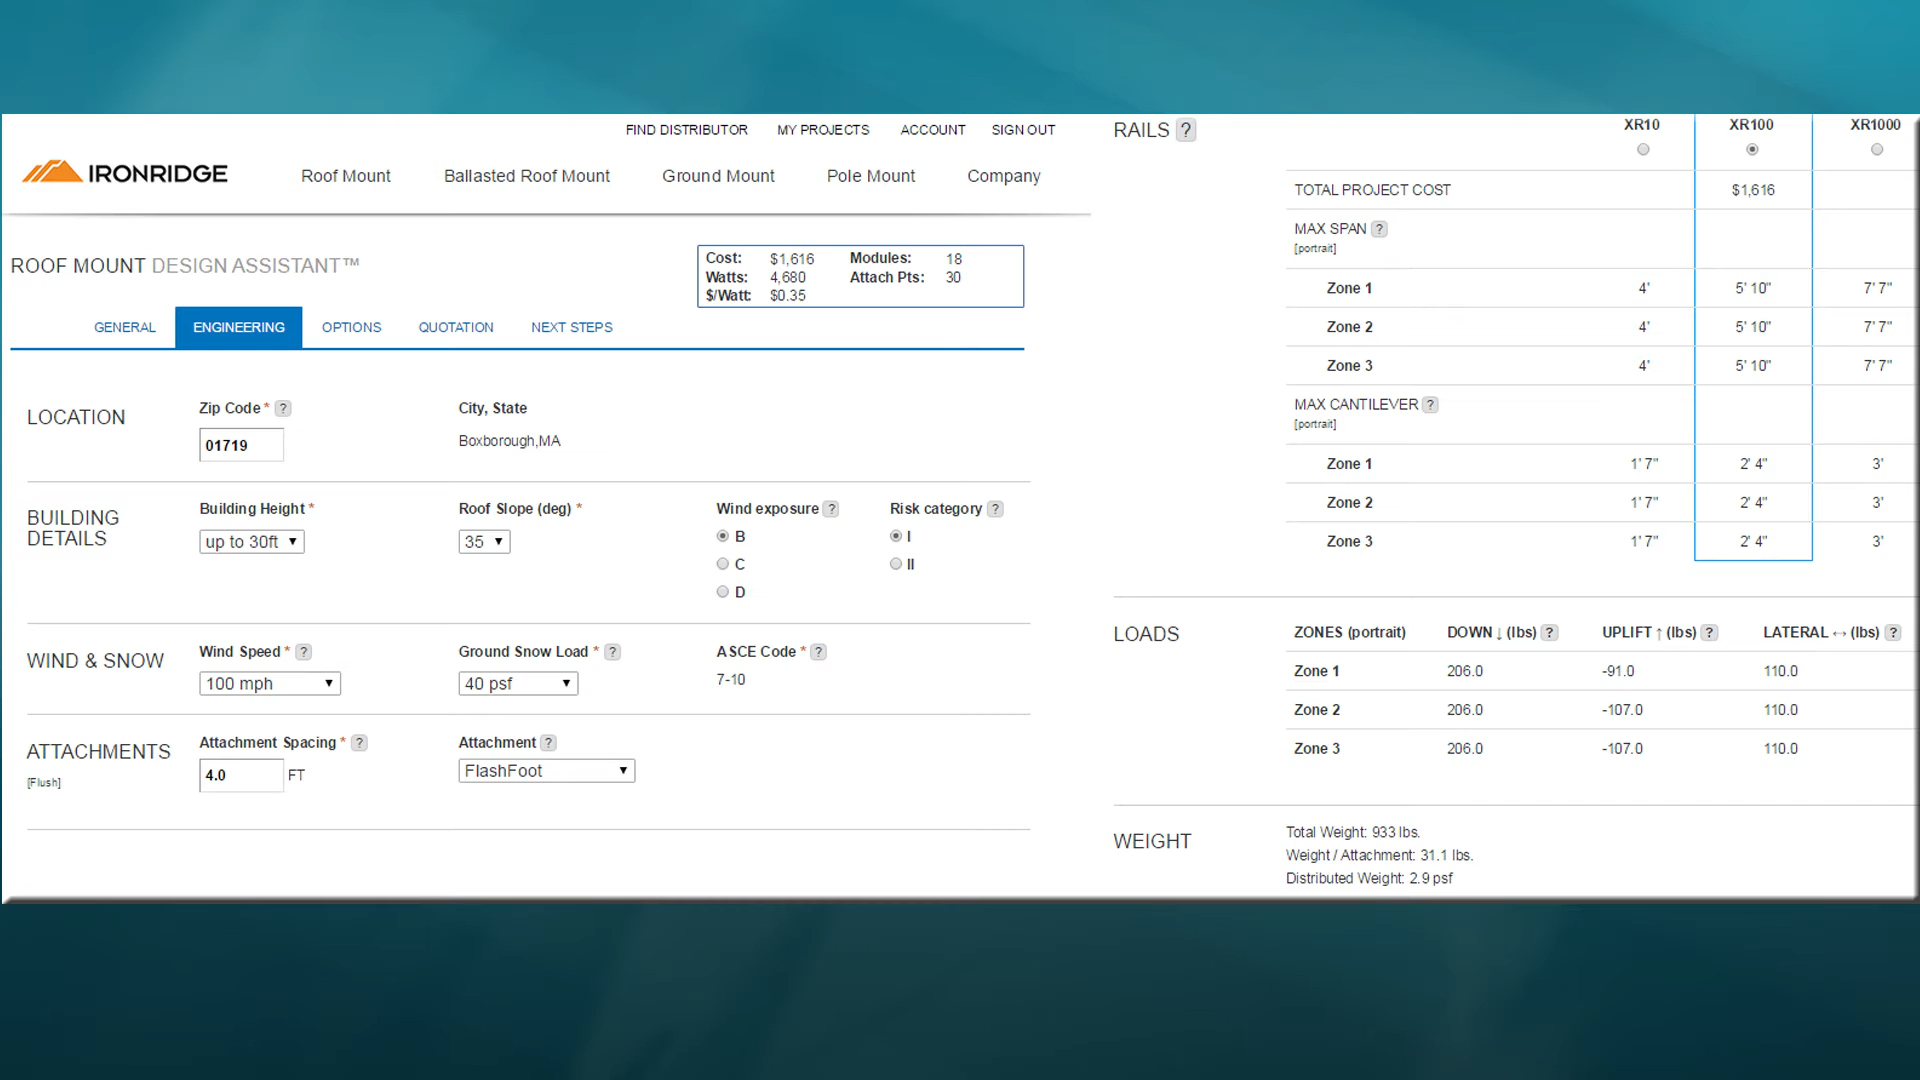 FIND DISTRIBUTOR MY PROJECTS ACCOUNT SIGN OUT
IRONRIDGE Roof Mount Ballasted Roof Mount Ground Mount Pole Mount Company
ROOF MOUNT DESIGN ASSISTANT™
Cost: $1,616 Modules: 18
Watts: 4,680 Attach Pts: 30
$/Watt: $0.35
GENERAL ENGINEERING OPTIONS QUOTATION NEXT STEPS
LOCATION
Zip Code * ? City, State
01719 Boxborough,MA
BUILDING DETAILS
Building Height * Roof Slope (deg) * Wind exposure ? Risk category ?
up to 30ft ▼ 35 ▼ B I
C II
D
WIND & SNOW
Wind Speed * ? Ground Snow Load * ? ASCE Code * ?
100 mph ▼ 40 psf ▼ 7-10
ATTACHMENTS
[Flush]
Attachment Spacing * ? Attachment ?
4.0 FT FlashFoot ▼
RAILS ? XR10 XR100 XR1000
TOTAL PROJECT COST $1,616
MAX SPAN ?
[portrait]
Zone 1 4' 5' 10" 7' 7"
Zone 2 4' 5' 10" 7' 7"
Zone 3 4' 5' 10" 7' 7"
MAX CANTILEVER ?
[portrait]
Zone 1 1' 7" 2' 4" 3'
Zone 2 1' 7" 2' 4" 3'
Zone 3 1' 7" 2' 4" 3'
LOADS ZONES (portrait) DOWN ↓ (lbs) ? UPLIFT ↑ (lbs) ? LATERAL ↔ (lbs) ?
Zone 1 206.0 -91.0 110.0
Zone 2 206.0 -107.0 110.0
Zone 3 206.0 -107.0 110.0
WEIGHT
Total Weight: 933 lbs.
Weight / Attachment: 31.1 lbs.
Distributed Weight: 2.9 psf